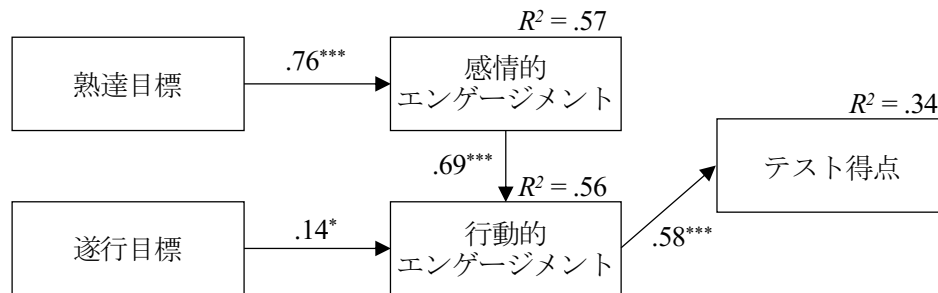 R² = .57
熟達目標
.76***
感情的
エンゲージメント
R² = .34
テスト得点
.69***
R² = .56
遂行目標
.14*
行動的
エンゲージメント
.58***